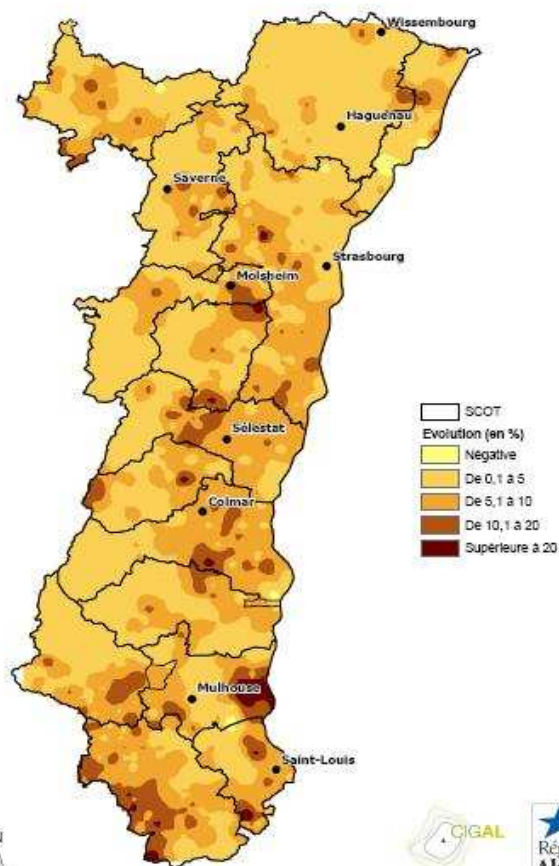 Wissembourg
Haguenau
Saverne
Strasbourg
Molsheim
Sélestat
Colmar
Mulhouse
Saint-Louis
SCOT
Evolution (en %)
Négative
De 0,1 à 5
De 5,1 à 10
De 10,1 à 20
Supérieure à 20
CIGAL